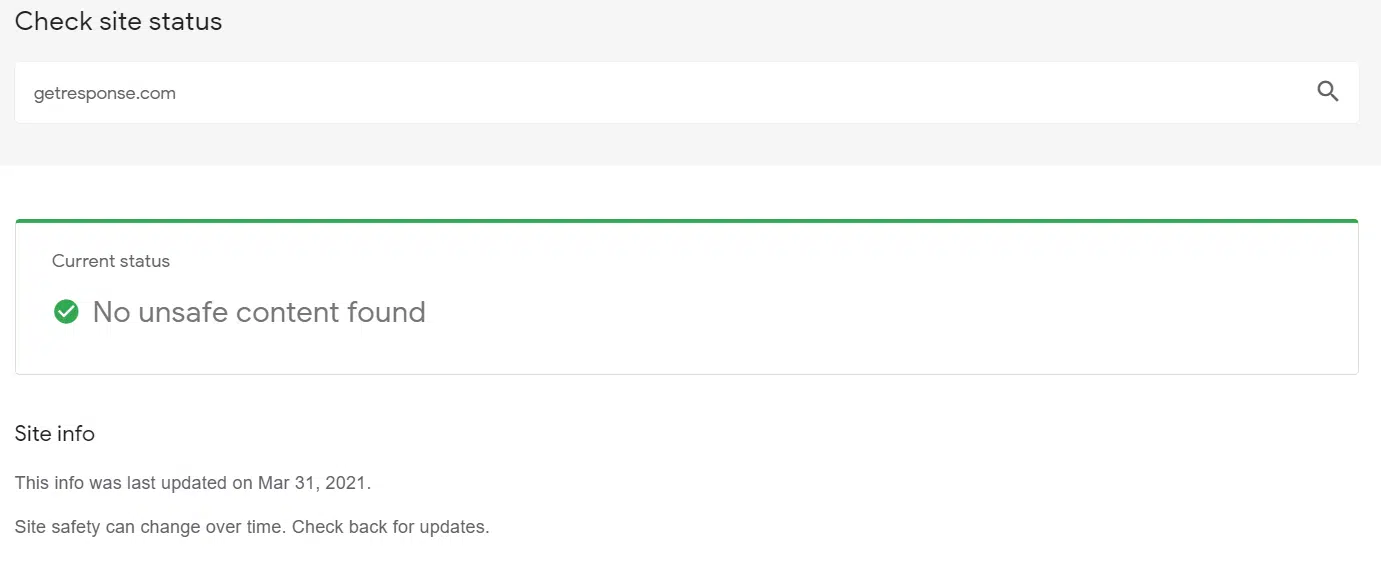 Check site status
getresponse.com
Current status
No unsafe content found
Site info
This info was last updated on Mar 31, 2021.
Site safety can change over time. Check back for updates.